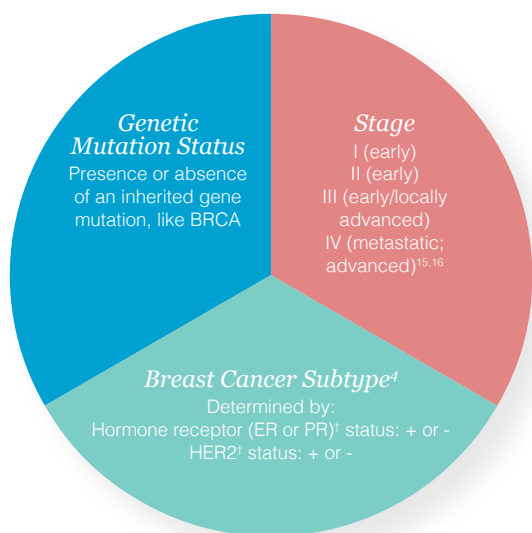 Genetic
Mutation Status
Presence or absence
of an inherited gene
mutation, like BRCA
Stage
I (early)
II (early)
III (early/locally
advanced)
IV (metastatic;
advanced)15,16
Breast Cancer Subtype4
Determined by:
Hormone receptor (ER or PR)† status: + or -
HER2† status: + or -